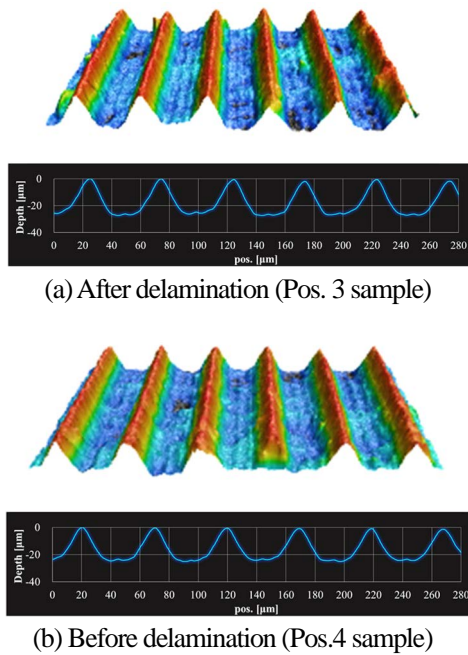 0
-20
-40
Depth [µm]
0 20 40 60 80 100 120 140 160 180 200 220 240 260 280
pos. [µm]
(a) After delamination (Pos. 3 sample)
0
-20
-40
Depth [µm]
0 20 40 60 80 100 120 140 160 180 200 220 240 260 280
pos. [µm]
(b) Before delamination (Pos.4 sample)